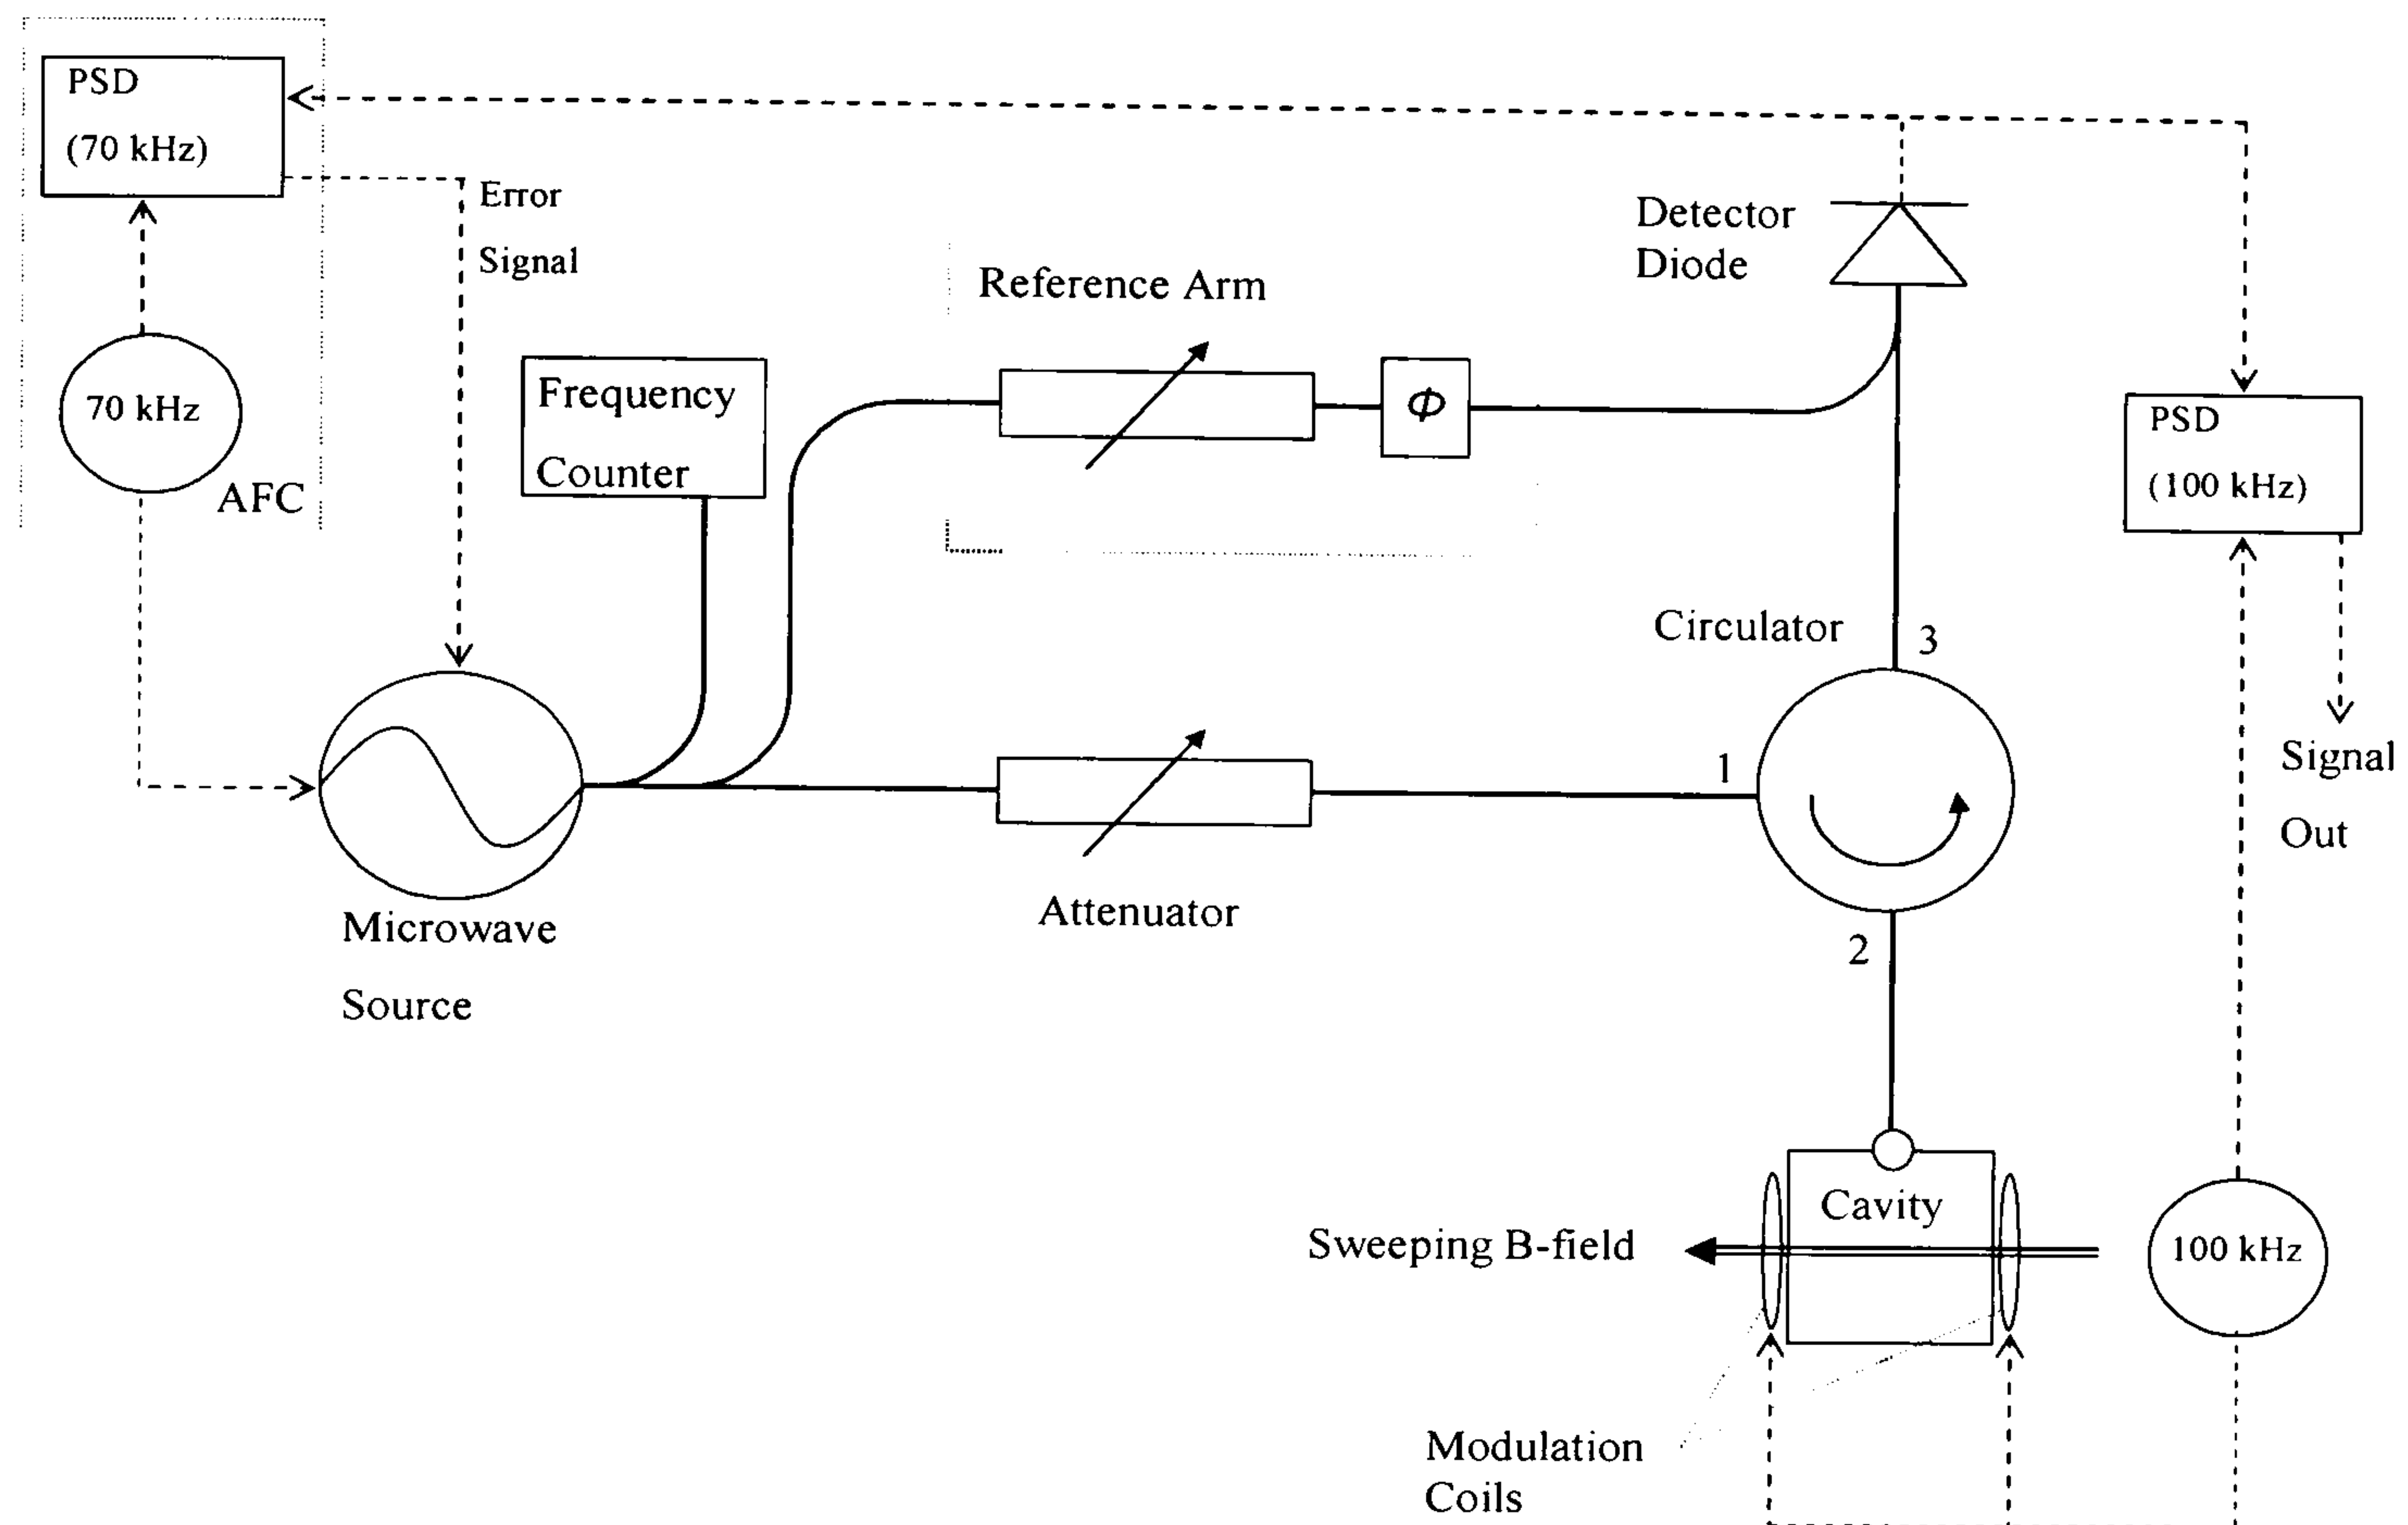 PSD
(70 kHz)
Error
Signal
70 kHz
AFC
Frequency
Counter
Reference Arm
Φ
Detector
Diode
PSD
(100 kHz)
Signal
Out
Circulator
3
1
2
Microwave
Source
Attenuator
Cavity
Sweeping B-field
100 kHz
Modulation
Coils